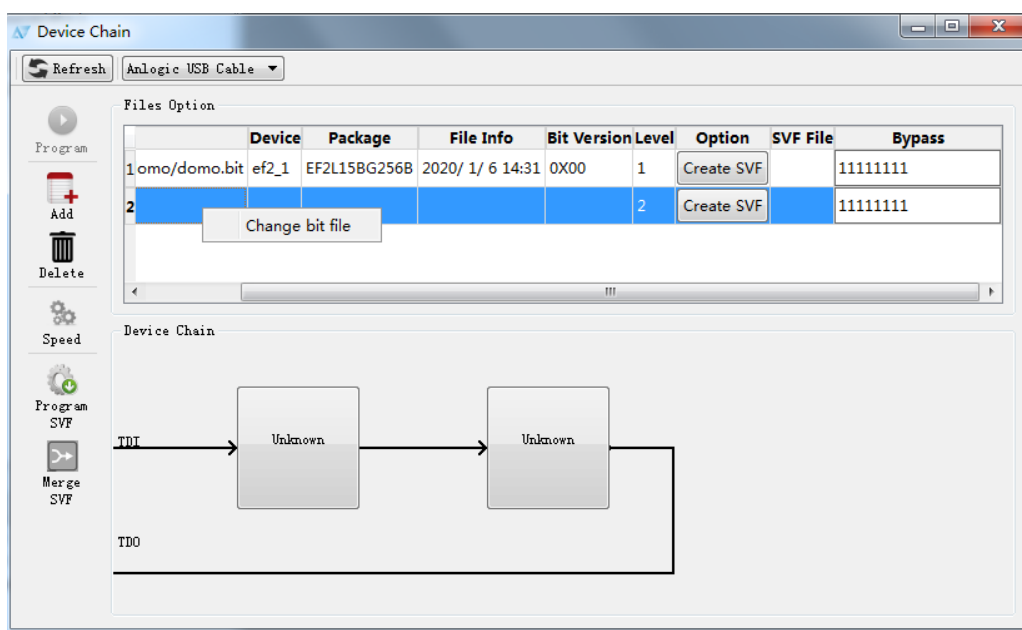 Device Chain
Refresh Anlogic USB Cable
Files Option
Device Package File Info Bit Version Level Option SVF File Bypass
1 omo/domo.bit ef2_1 EF2L15BG256B 2020/ 1/ 6 14:31 0X00 1 Create SVF 11111111
2 2 Create SVF 11111111
Change bit file
Program
Add
Delete
Speed
Program
SVF
Merge
SVF
Device Chain
TDI Unknown Unknown
TDO